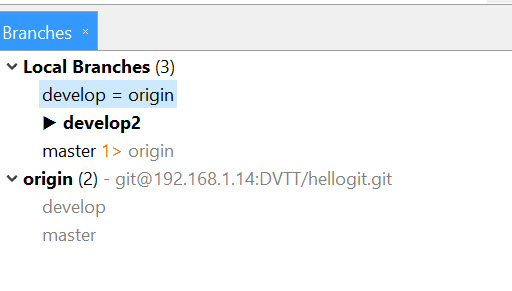 Branches ×
Local Branches (3)
develop = origin
▶ develop2
master 1> origin
origin (2) - git@192.168.1.14:DVTT/hellogit.git
develop
master